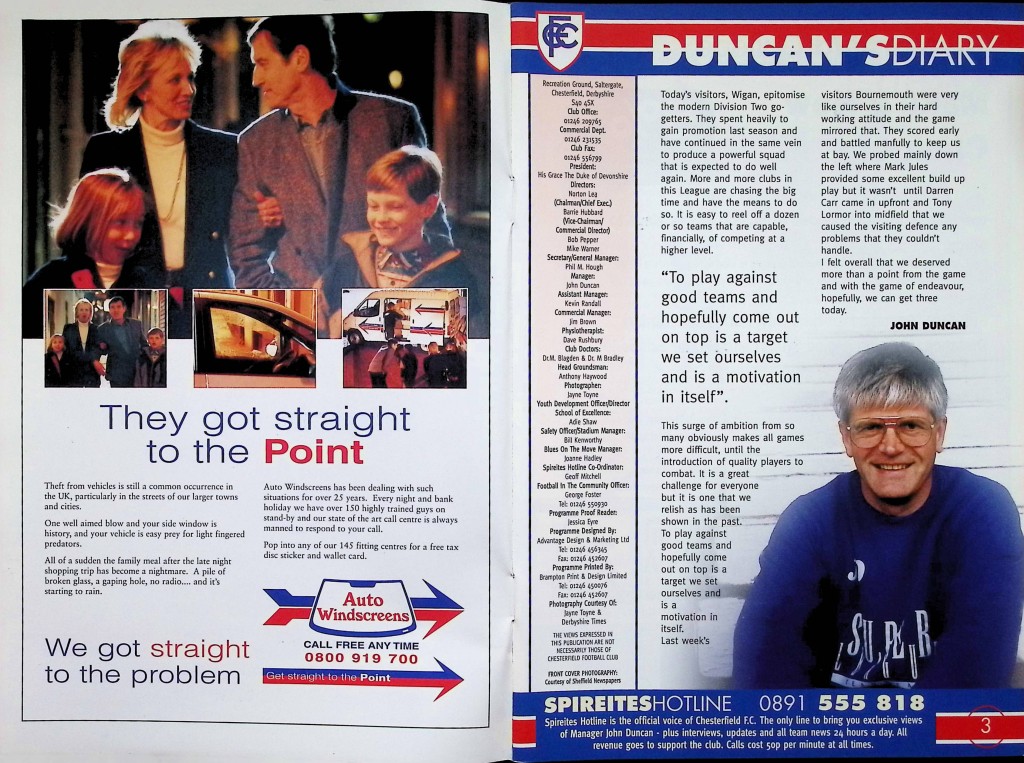 They got straight
to the Point
Theft from vehicles is still a common occurrence in
the UK, particularly in the streets of our larger towns
and cities.
One well aimed blow and your side window is
history, and your vehicle is easy prey for light fingered
predators.
All of a sudden the family meal after the late night
shopping trip has become a nightmare. A pile of
broken glass, a gaping hole, no radio.... and it's
starting to rain.
Auto Windscreens has been dealing with such
situations for over 25 years. Every night and bank
holiday we have over 150 highly trained guys on
stand-by and our state of the art call centre is always
manned to respond to your call.
Pop into any of our 145 fitting centres for a free tax
disc sticker and wallet card.
Auto
Windscreens
CALL FREE ANY TIME
0800 919 700
Get straight to the Point
We got straight
to the problem
DUNCAN'S DIARY
Recreation Ground, Saltergate,
Chesterfield, Derbyshire
S40 4SX
Club Office:
01246 209765
Commercial Dept.
01246 231535
Club Fax:
01246 556799
President:
His Grace The Duke of Devonshire
Directors:
Norton Lea
(Chairman/Chief Exec.)
Barrie Hubbard
(Vice-Chairman/
Commercial Director)
Bob Pepper
Mike Warner
Secretary/General Manager:
Phil M. Hough
Manager:
John Duncan
Assistant Manager:
Kevin Randall
Commercial Manager:
Jim Brown
Physiotherapist:
Dave Rushbury
Club Doctors:
Dr.M. Blagden & Dr. M Bradley
Head Groundsman:
Anthony Haywood
Photographer:
Jayne Toyne
Youth Development Officer/Director
School of Excellence:
Adie Shaw
Safety Officer/Stadium Manager:
Bill Kenworthy
Blues On The Move Manager:
Joanne Hadley
Spireites Hotline Co-Ordinator:
Geoff Mitchell
Football In The Community Officer:
George Foster
Tel: 01246 550930
Programme Proof Reader:
Jessica Eyre
Programme Designed By:
Advantage Design & Marketing Ltd
Tel: 01246 456345
Fax: 01246 452607
Programme Printed By:
Brampton Print & Design Limited
Tel: 01246 450076
Fax: 01246 452607
Photography Courtesy Of:
Jayne Toyne &
Derbyshire Times
THE VIEWS EXPRESSED IN
THIS PUBLICATION ARE NOT
NECESSARILY THOSE OF
CHESTERFIELD FOOTBALL CLUB
FRONT COVER PHOTOGRAPHY:
Courtesy of Sheffield Newspapers
Today's visitors, Wigan, epitomise
the modern Division Two go-
getters. They spent heavily to
gain promotion last season and
have continued in the same vein
to produce a powerful squad
that is expected to do well
again. More and more clubs in
this League are chasing the big
time and have the means to do
so. It is easy to reel off a dozen
or so teams that are capable,
financially, of competing at a
higher level.
"To play against
good teams and
hopefully come out
on top is a target
we set ourselves
and is a motivation
in itself".
This surge of ambition from so
many obviously makes all games
more difficult, until the
introduction of quality players to
combat. It is a great
challenge for everyone
but it is one that we
relish as has been
shown in the past.
To play against
good teams and
hopefully come
out on top is a
target we set
ourselves and
is a
motivation in
itself.
Last week's
visitors Bournemouth were very
like ourselves in their hard
working attitude and the game
mirrored that. They scored early
and battled manfully to keep us
at bay. We probed mainly down
the left where Mark Jules
provided some excellent build up
play but it wasn't until Darren
Carr came in upfront and Tony
Lormor into midfield that we
caused the visiting defence any
problems that they couldn't
handle.
I felt overall that we deserved
more than a point from the game
and with the game of endeavour,
hopefully, we can get three
today.
JOHN DUNCAN
SPIREITES HOTLINE 0891 555 818
Spireites Hotline is the official voice of Chesterfield F.C. The only line to bring you exclusive views
of Manager John Duncan - plus interviews, updates and all team news 24 hours a day. All
revenue goes to support the club. Calls cost 50p per minute at all times.
3